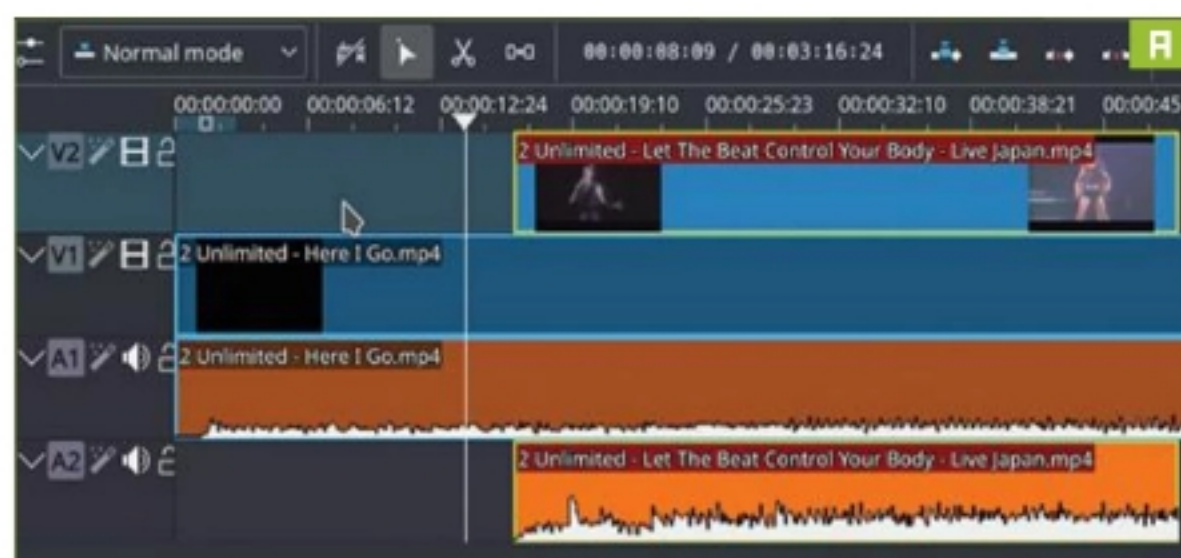 Normal mode 00:00:08:09 / 00:03:16:24 A
00:00:00:00 00:00:06:12 00:00:12:24 00:00:19:10 00:00:25:23 00:00:32:10 00:00:38:21 00:00:45
V2 2 Unlimited - Let The Beat Control Your Body - Live Japan.mp4
V1 2 Unlimited - Here I Go.mp4
A1 2 Unlimited - Here I Go.mp4
A2 2 Unlimited - Let The Beat Control Your Body - Live Japan.mp4